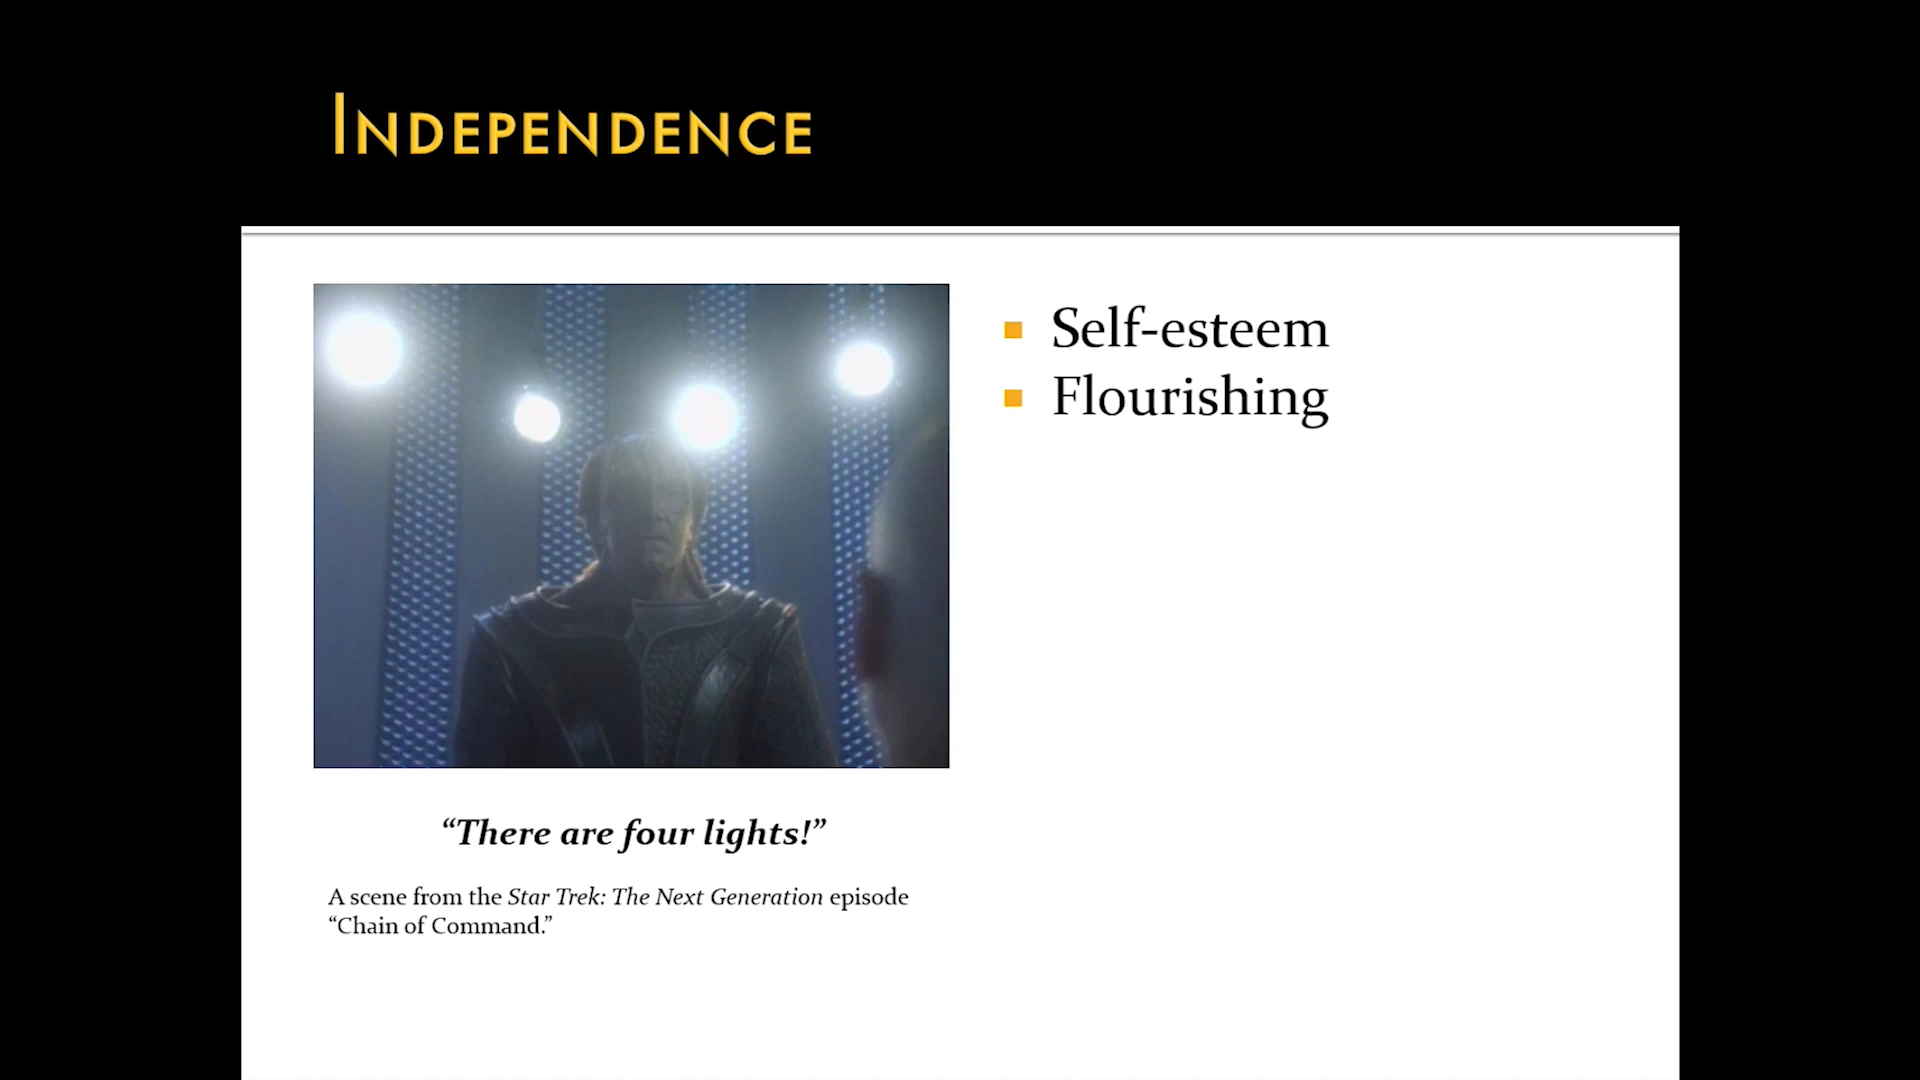 Independence
Self-esteem
Flourishing
“There are four lights!”
A scene from the Star Trek: The Next Generation episode
“Chain of Command.”